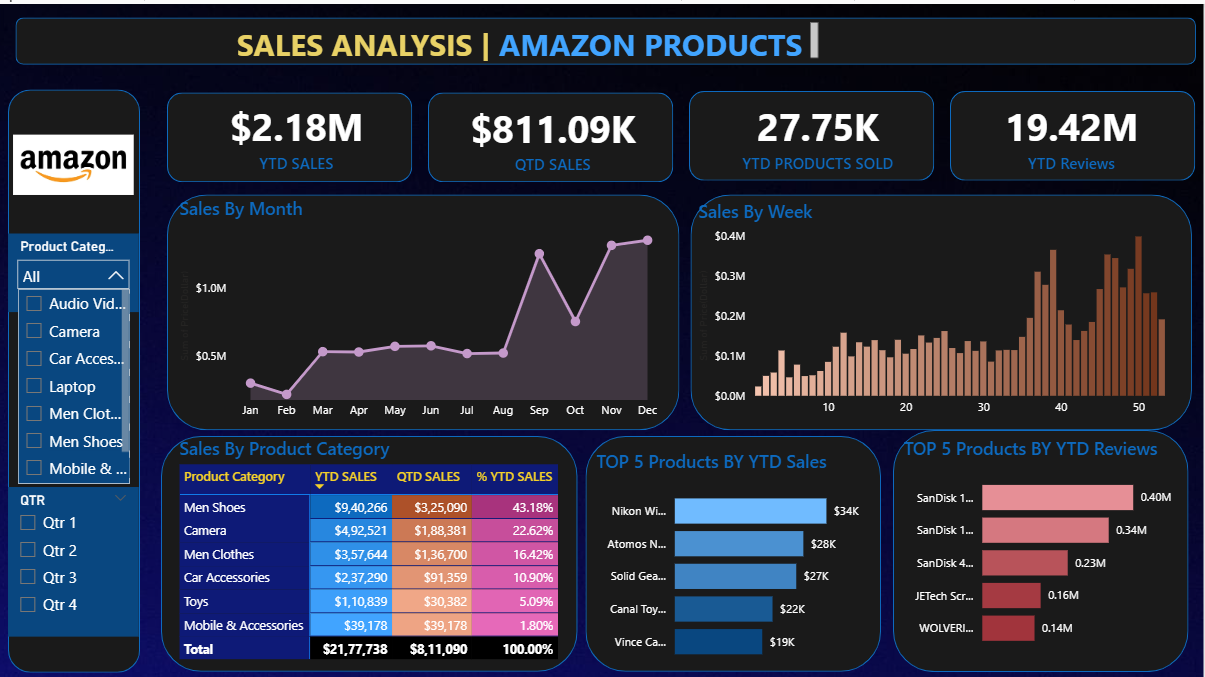 SALES ANALYSIS | AMAZON PRODUCTS
amazon
$2.18M
YTD SALES
$811.09K
QTD SALES
27.75K
YTD PRODUCTS SOLD
19.42M
YTD Reviews
Product Categ...
All
Audio Vid...
Camera
Car Acces...
Laptop
Men Clot...
Men Shoes
Mobile & ...
QTR
Qtr 1
Qtr 2
Qtr 3
Qtr 4
Sales By Month
$1.0M
$0.5M
Jan Feb Mar Apr May Jun Jul Aug Sep Oct Nov Dec
Sales By Week
$0.4M
$0.3M
$0.2M
$0.1M
$0.0M
10 20 30 40 50
Sales By Product Category
Product Category YTD SALES QTD SALES % YTD SALES
Men Shoes $9,40,266 $3,25,090 43.18%
Camera $4,92,521 $1,88,381 22.62%
Men Clothes $3,57,644 $1,36,700 16.42%
Car Accessories $2,37,290 $91,359 10.90%
Toys $1,10,839 $30,382 5.09%
Mobile & Accessories $39,178 $39,178 1.80%
Total $21,77,738 $8,11,090 100.00%
TOP 5 Products BY YTD Sales
Nikon Wi... $34K
Atomos N... $28K
Solid Gea... $27K
Canal Toy... $22K
Vince Ca... $19K
TOP 5 Products BY YTD Reviews
SanDisk 1... 0.40M
SanDisk 1... 0.34M
SanDisk 4... 0.23M
JETech Scr... 0.16M
WOLVERI... 0.14M